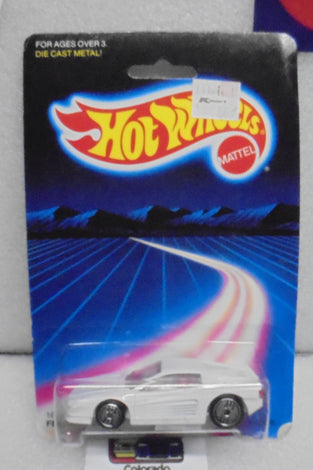 FOR AGES OVER 3.
DIE CAST METAL!
HOT WHEELS
MATTEL
®
Colorado